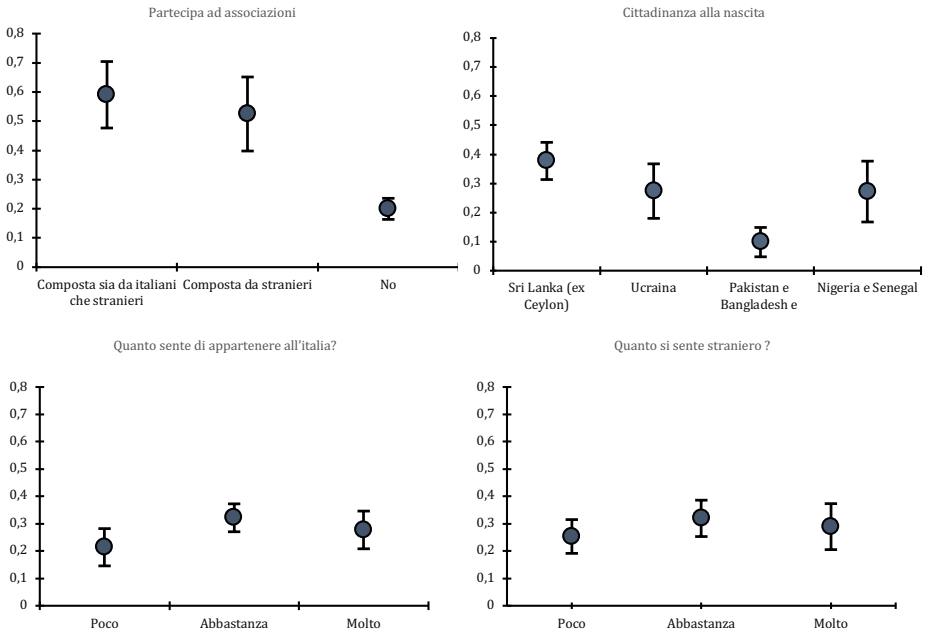 Partecipa ad associazioni
0,8
0,7
0,6
0,5
0,4
0,3
0,2
0,1
0
Composta sia da italiani
che stranieri
Composta da stranieri
No
Cittadinanza alla nascita
0,8
0,7
0,6
0,5
0,4
0,3
0,2
0,1
0
Sri Lanka (ex
Ceylon)
Ucraina
Pakistan e
Bangladesh e
Nigeria e Senegal
Quanto sente di appartenere all'italia?
0,8
0,7
0,6
0,5
0,4
0,3
0,2
0,1
0
Poco
Abbastanza
Molto
Quanto si sente straniero ?
0,8
0,7
0,6
0,5
0,4
0,3
0,2
0,1
0
Poco
Abbastanza
Molto